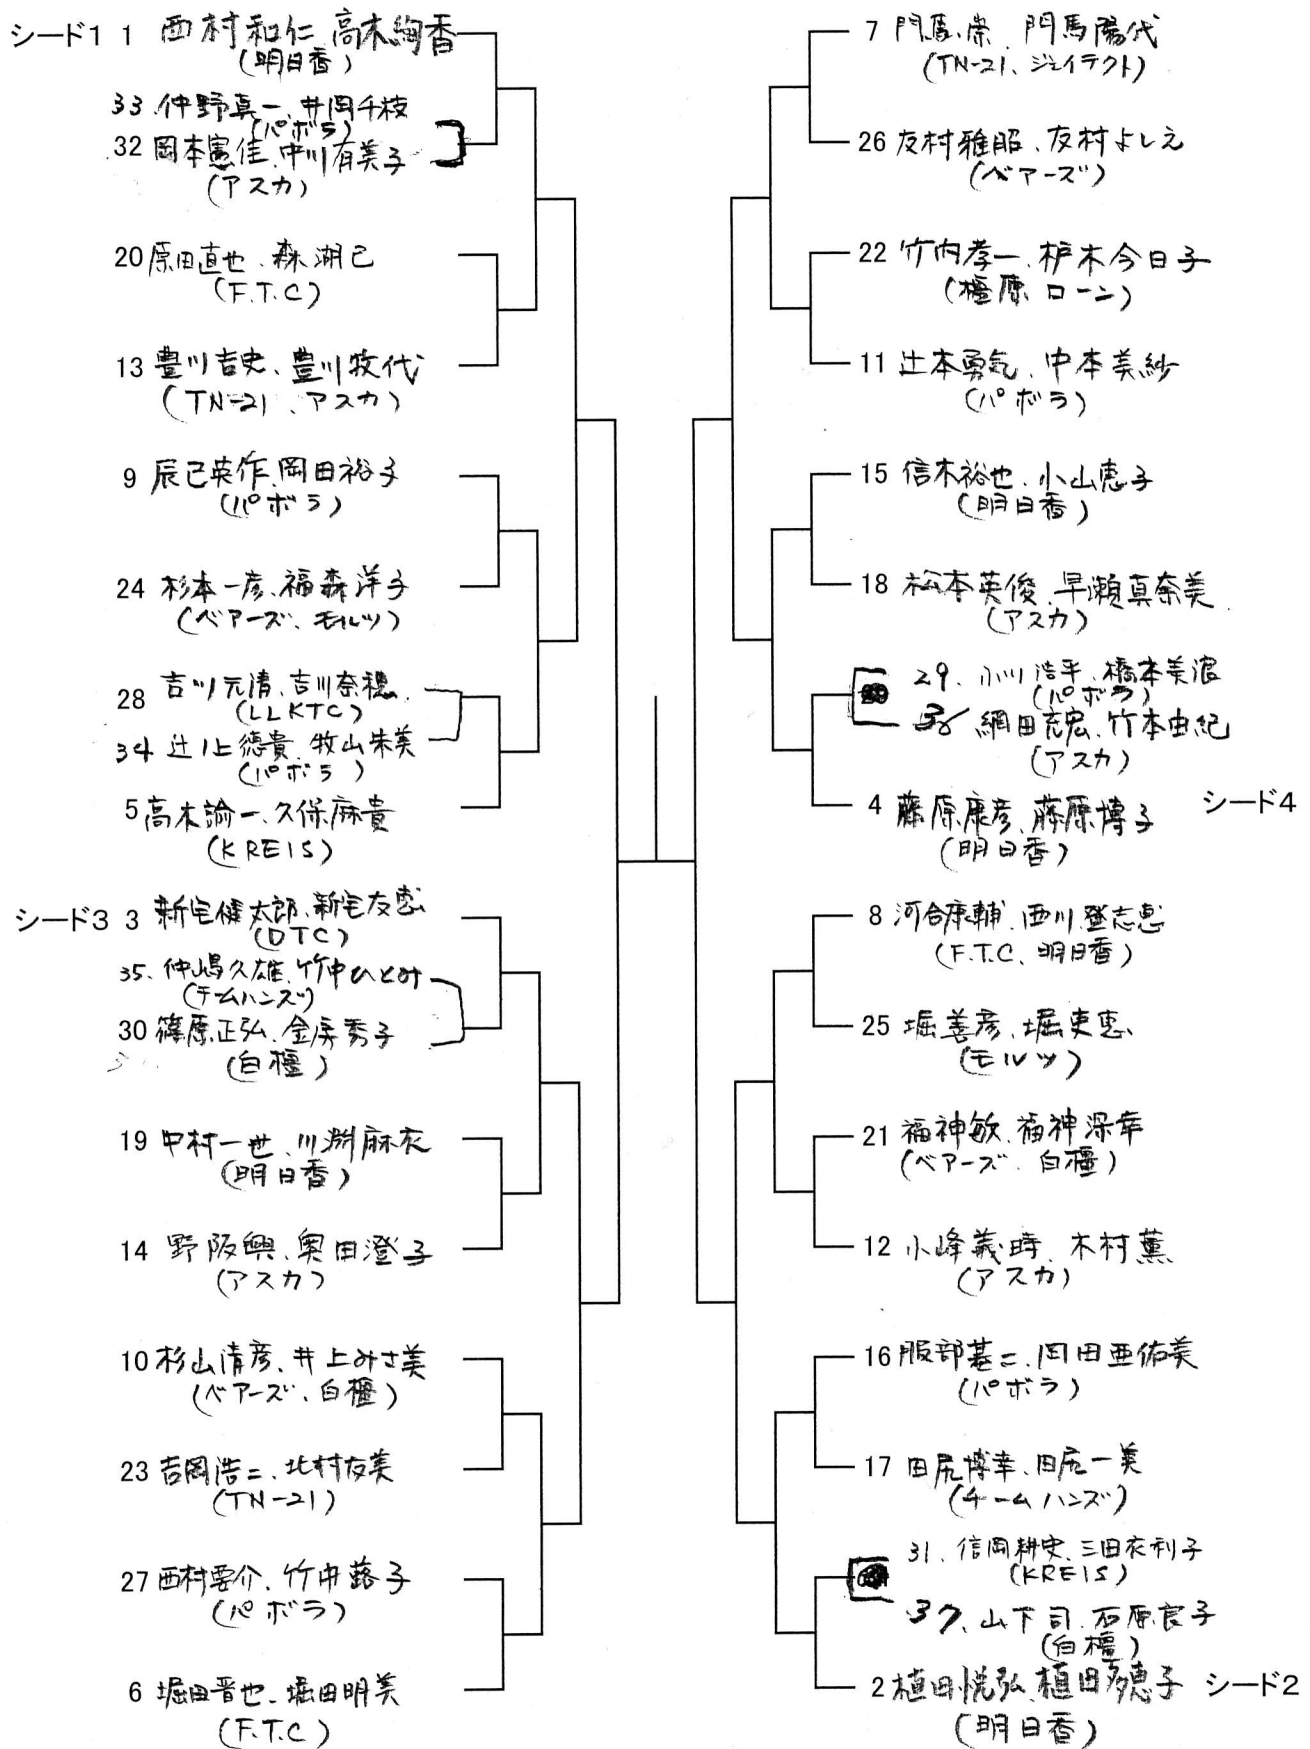 シード1 1 西村和仁、高木絢香
(明日香)
33.仲野真一、井岡千枝
(パボラ)
32 岡本憲佳、中川有美子
(アスカ)
20 原田直也、森湖己
(F.T.C)
13 豊川吉史、豊川牧代
(TN-21、アスカ)
9 辰己英作、岡田裕子
(パボラ)
24 杉本一彦、福森洋子
(ベアーズ、モルツ)
28 吉川元清、吉川奈穂
(LLKTC)
34 辻ノ上徳貴、牧山朱美
(パボラ)
5 高木諭一、久保麻貴
(KREIS)
シード3 3 新宅健太郎、新宅友恵
(DTC)
35、仲嶋久雄、竹中ひとみ
(チームハンズ)
30 篠原正弘、金房秀子
(白橿)
19 中村一世、川渕麻衣
(明日香)
14 野阪興、奥田澄子
(アスカ)
10 杉山清彦、井上みさ美
(ベアーズ、白橿)
23 吉岡浩二、北村友美
(TN-21)
27 西村要介、竹中蕗子
(パボラ)
6 堀田晋也、堀田明美
(F.T.C)
7 門馬崇、門馬陽代
(TN-21、ジェイテクト)
26 友村雅昭、友村よしえ
(ベアーズ)
22 竹内孝一、枦木今日子
(橿原ローン)
11 辻本勇気、中本美紗
(パボラ)
15 信木裕也、小山恵子
(明日香)
18 松本英俊、早瀬真奈美
(アスカ)
29、小川浩平、橋本美浪
(パボラ)
36 網田充宏、竹本由紀
(アスカ)
4 藤原康彦、藤原博子 シード4
(明日香)
8 河合康輔、西川登志恵
(F.T.C、明日香)
25 堀善彦、堀吏恵
(モルツ)
21 福神敏、福神深幸
(ベアーズ、白橿)
12 小峰義時、木村薫
(アスカ)
16 服部基二、岡田亜佑美
(パボラ)
17 田尻博幸、田尻一美
(チームハンズ)
31、信岡耕史、三田衣利子
(KREIS)
37、山下司、石原良子
(白橿)
2 植田悦弘、植田多恵子 シード2
(明日香)